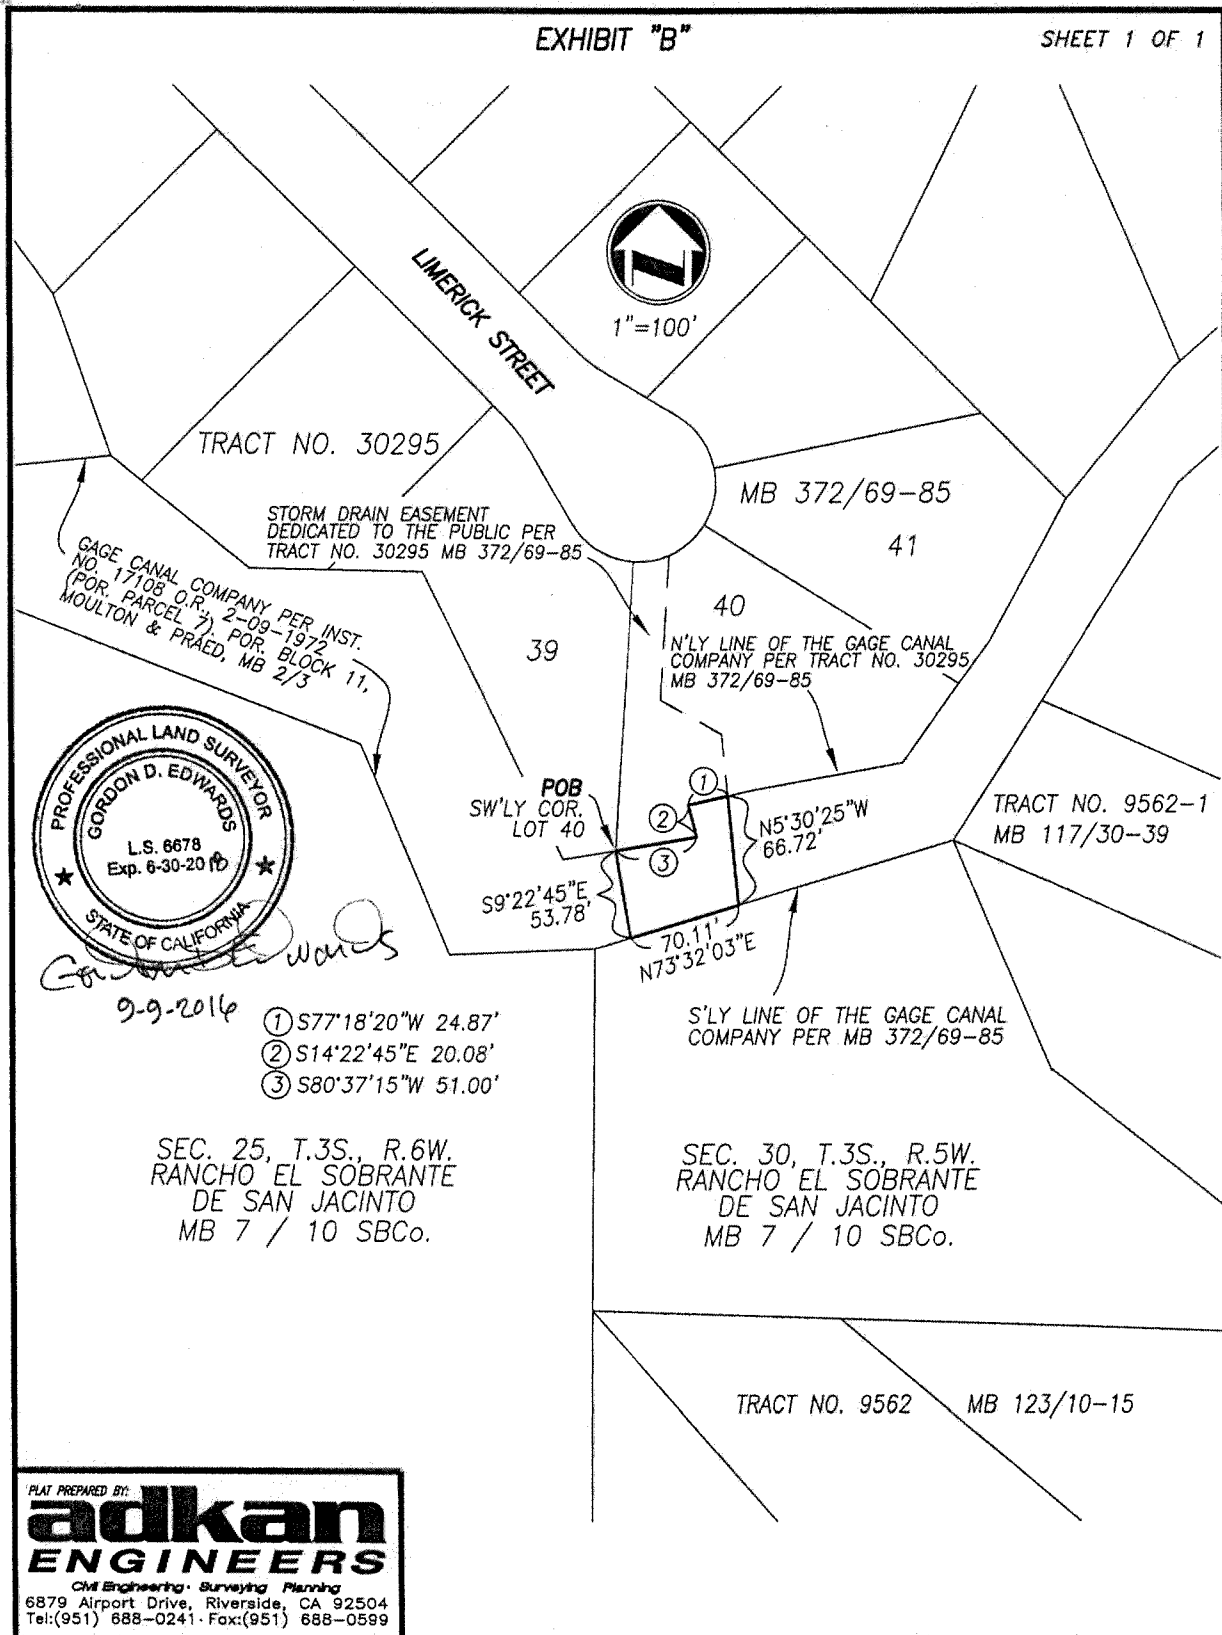 EXHIBIT "B"
SHEET 1 OF 1
LIMERICK STREET
1"=100'
TRACT NO. 30295
MB 372/69-85
41
STORM DRAIN EASEMENT
DEDICATED TO THE PUBLIC PER
TRACT NO. 30295 MB 372/69-85
GAGE CANAL COMPANY PER INST.
NO. 17108 O.R., 2-09-1972
(POR. PARCEL 7). POR. BLOCK 11,
MOULTON & PRAED, MB 2/3
39
40
N'LY LINE OF THE GAGE CANAL
COMPANY PER TRACT NO. 30295
MB 372/69-85
PROFESSIONAL LAND SURVEYOR
GORDON D. EDWARDS
L.S. 6678
Exp. 6-30-2018
STATE OF CALIFORNIA
Gordon Edwards
9-9-2016
POB
SW'LY COR.
LOT 40
1
2
3
N5°30'25"W
66.72'
S9°22'45"E
53.78'
70.11'
N73°32'03"E
TRACT NO. 9562-1
MB 117/30-39
S'LY LINE OF THE GAGE CANAL
COMPANY PER MB 372/69-85
1 S77°18'20"W 24.87'
2 S14°22'45"E 20.08'
3 S80°37'15"W 51.00'
SEC. 25, T.3S., R.6W.
RANCHO EL SOBRANTE
DE SAN JACINTO
MB 7 / 10 SBCo.
SEC. 30, T.3S., R.5W.
RANCHO EL SOBRANTE
DE SAN JACINTO
MB 7 / 10 SBCo.
TRACT NO. 9562
MB 123/10-15
PLAT PREPARED BY:
adkan
ENGINEERS
Civil Engineering · Surveying Planning
6879 Airport Drive, Riverside, CA 92504
Tel:(951) 688-0241 · Fax:(951) 688-0599